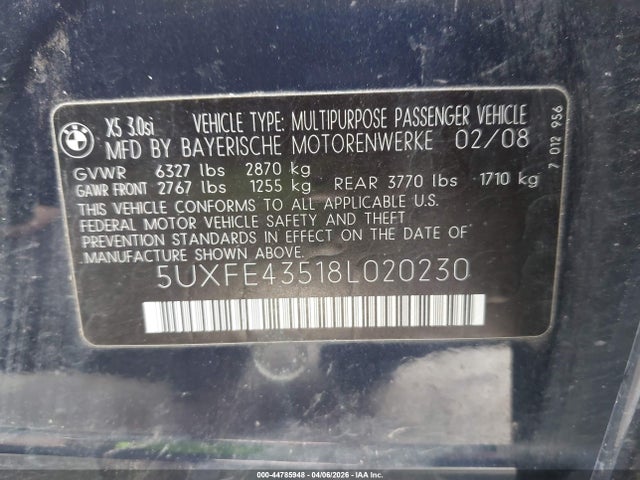 BMW
X5 3.0si VEHICLE TYPE: MULTIPURPOSE PASSENGER VEHICLE
MFD BY BAYERISCHE MOTORENWERKE 02/08
GVWR 6327 lbs 2870 kg
GAWR FRONT 2767 lbs 1255 kg REAR 3770 lbs 1710 kg
THIS VEHICLE CONFORMS TO ALL APPLICABLE U.S.
FEDERAL MOTOR VEHICLE SAFETY AND THEFT
PREVENTION STANDARDS IN EFFECT ON THE DATE OF
MANUFACTURE SHOWN ABOVE.
5UXFE43518L020230
7 012 956
000-44785948 - 04/06/2026 - IAA Inc.